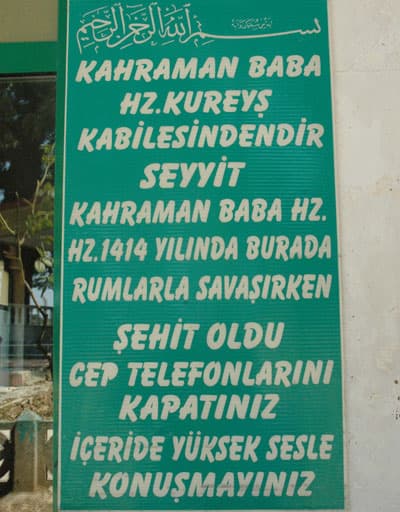 بسم الله الرحمن الرحيم
KAHRAMAN BABA
HZ.KUREYŞ
KABİLESİNDENDİR
SEYYİT
KAHRAMAN BABA HZ.
HZ.1414 YILINDA BURADA
RUMLARLA SAVAŞIRKEN
ŞEHİT OLDU
CEP TELEFONLARINI
KAPATINIZ
İÇERİDE YÜKSEK SESLE
KONUŞMAYINIZ